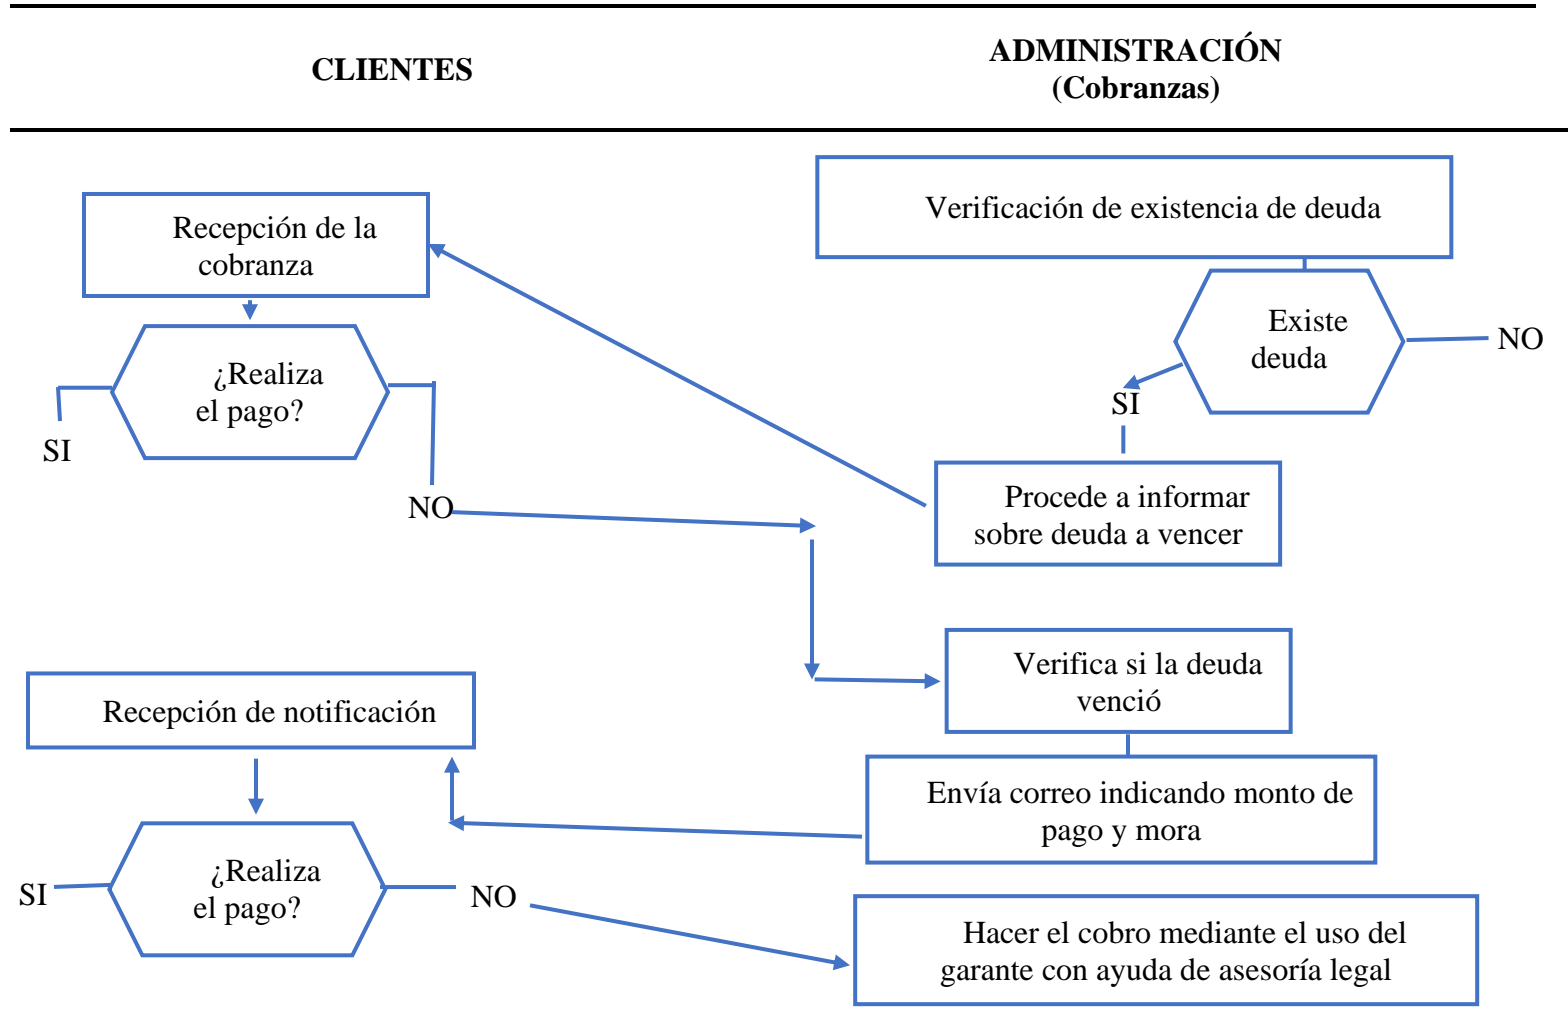 CLIENTES
ADMINISTRACIÓN
(Cobranzas)
Verificación de existencia de deuda
Recepción de la
cobranza
Existe
deuda
NO
¿Realiza
el pago?
SI
SI
NO
Procede a informar
sobre deuda a vencer
Verifica si la deuda
venció
Recepción de notificación
Envía correo indicando monto de
pago y mora
¿Realiza
el pago?
SI
NO
Hacer el cobro mediante el uso del
garante con ayuda de asesoría legal